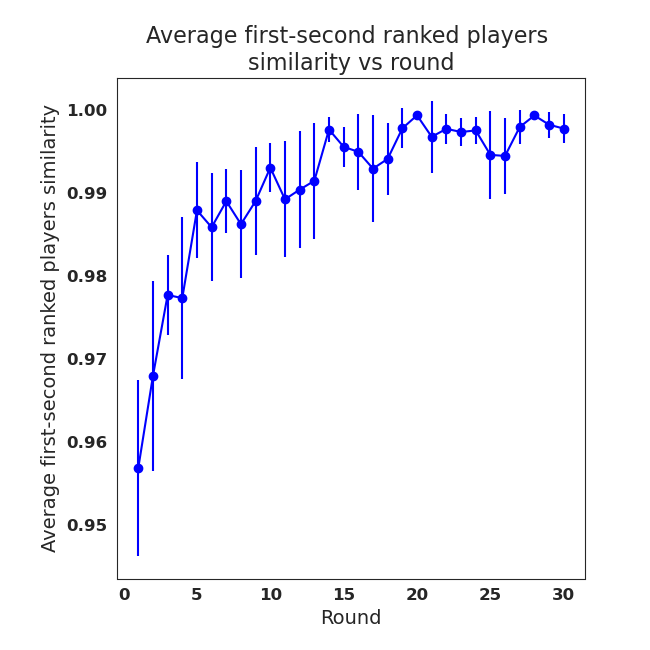 Average first-second ranked players
similarity vs round
Average first-second ranked players similarity
1.00
0.99
0.98
0.97
0.96
0.95
0 5 10 15 20 25 30
Round